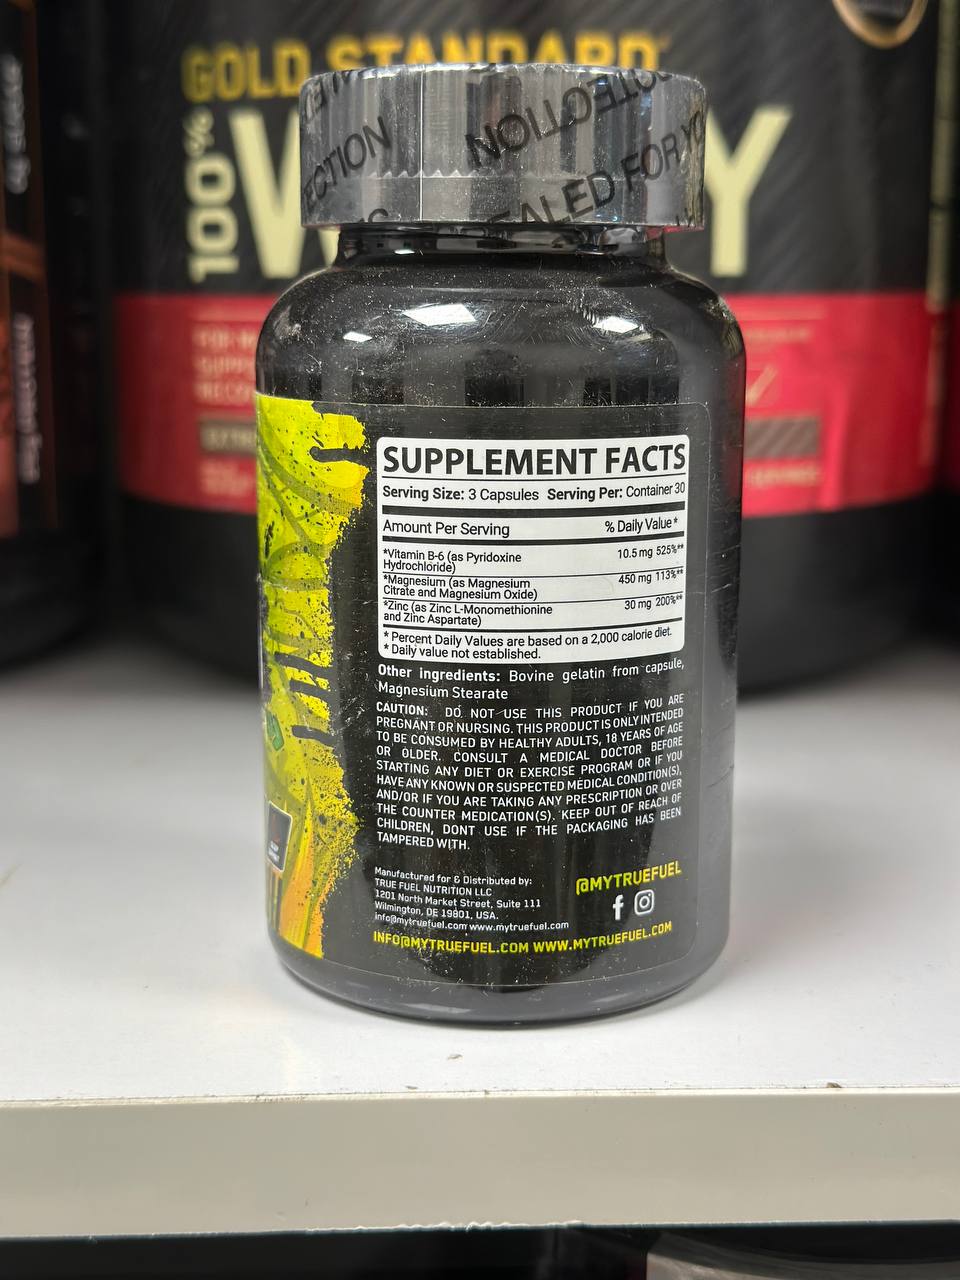 GOLD STANDARD
100%
W Y
ECTION
NOILOEJO
SEALED FOR YO
SUPPLEMENT FACTS
Serving Size: 3 Capsules Serving Per: Container 30
Amount Per Serving % Daily Value*
*Vitamin B-6 (as Pyridoxine 10.5 mg 525%**
Hydrochloride)
*Magnesium (as Magnesium 450 mg 113%**
Citrate and Magnesium Oxide)
*Zinc (as Zinc L-Monomethionine 30 mg 200%**
and Zinc Aspartate)
* Percent Daily Values are based on a 2,000 calorie diet.
* Daily value not established.
Other ingredients: Bovine gelatin from capsule,
Magnesium Stearate
CAUTION: DO NOT USE THIS PRODUCT IF YOU ARE
PREGNANT OR NURSING. THIS PRODUCT IS ONLY INTENDED
TO BE CONSUMED BY HEALTHY ADULTS, 18 YEARS OF AGE
OR OLDER. CONSULT A MEDICAL DOCTOR BEFORE
STARTING ANY DIET OR EXERCISE PROGRAM OR IF YOU
HAVE ANY KNOWN OR SUSPECTED MEDICAL CONDITION(S),
AND/OR IF YOU ARE TAKING ANY PRESCRIPTION OR OVER
THE COUNTER MEDICATION(S). KEEP OUT OF REACH OF
CHILDREN, DONT USE IF THE PACKAGING HAS BEEN
TAMPERED WITH.
Manufactured for & Distributed by:
TRUE FUEL NUTRITION LLC
1201 North Market Street, Suite 111
Wilmington, DE 19801, USA.
info@mytruefuel.com www.mytruefuel.com
@MYTRUEFUEL
INFO@MYTRUEFUEL.COM WWW.MYTRUEFUEL.COM